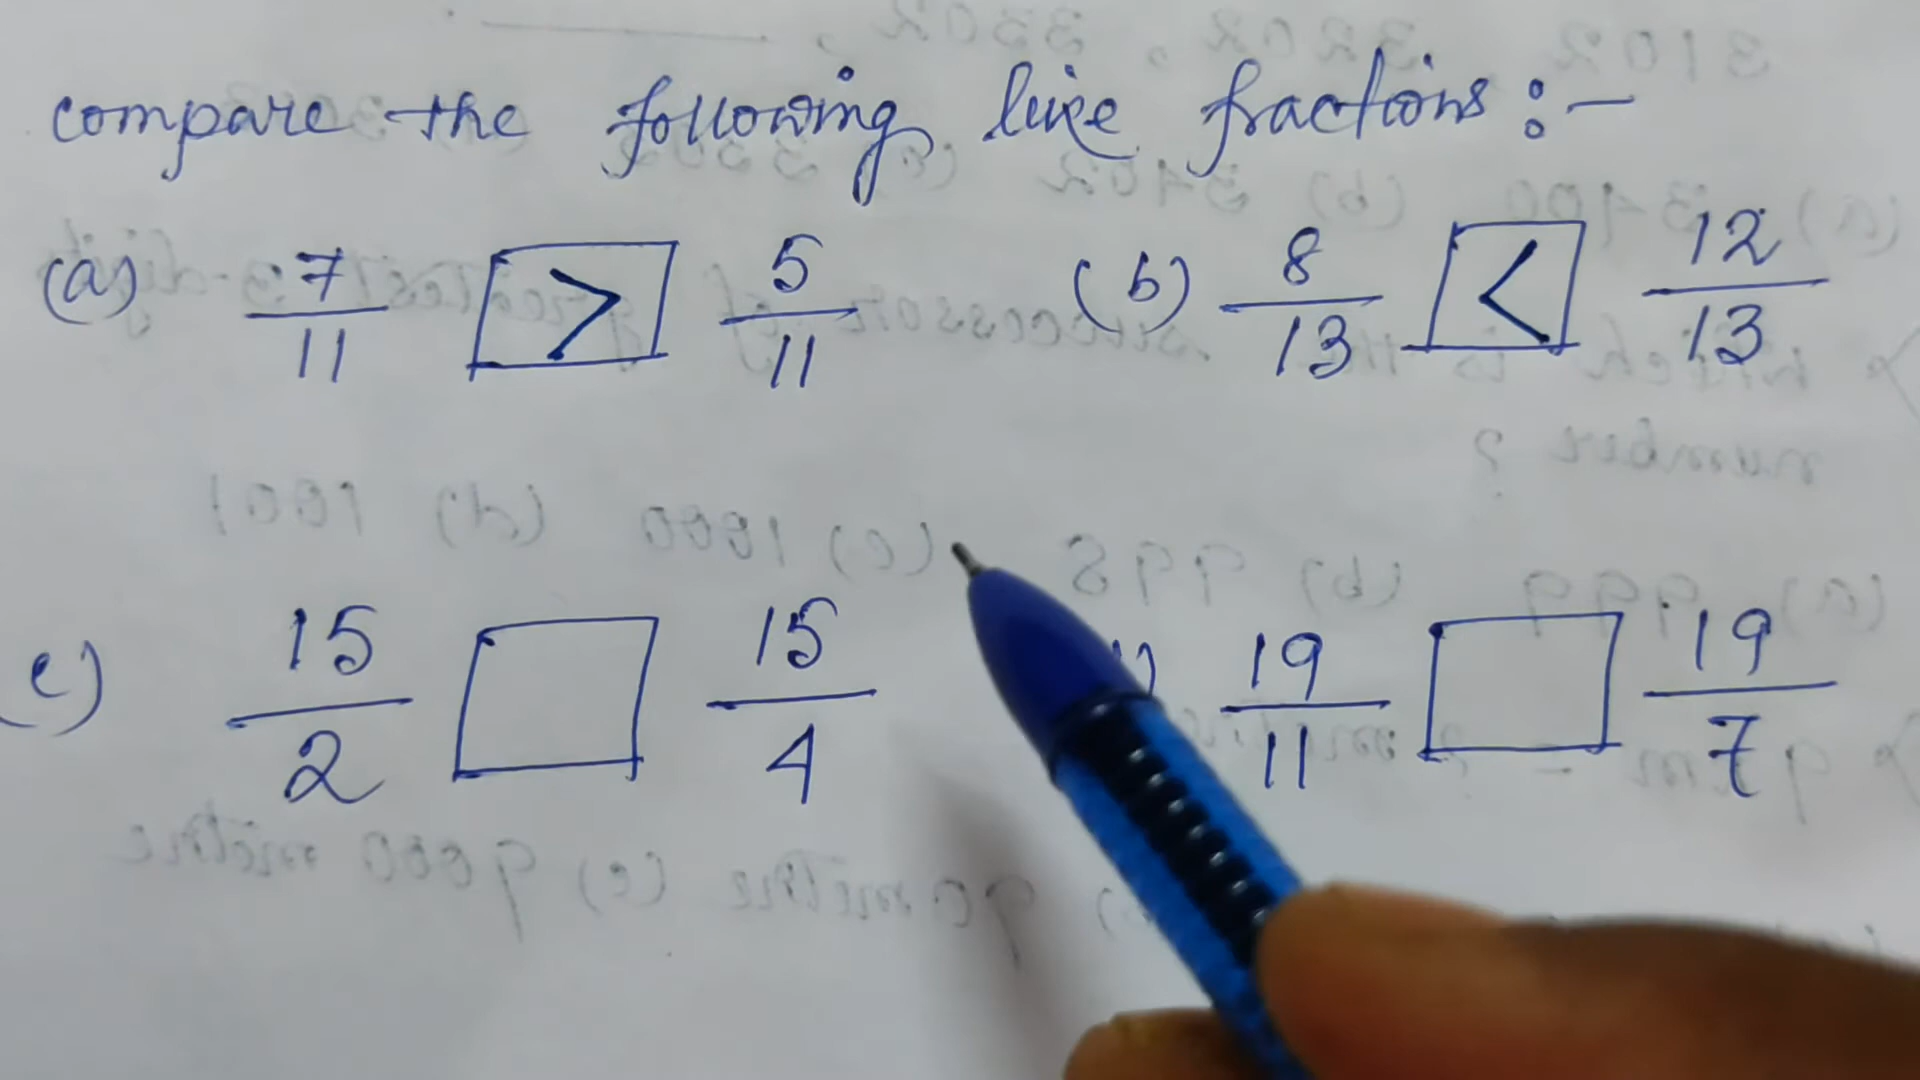 compare the following like fractions :-
(a) 7/11 > 5/11 (b) 8/13 < 12/13
c) 15/2 □ 15/4 ) 19/11 □ 19/7